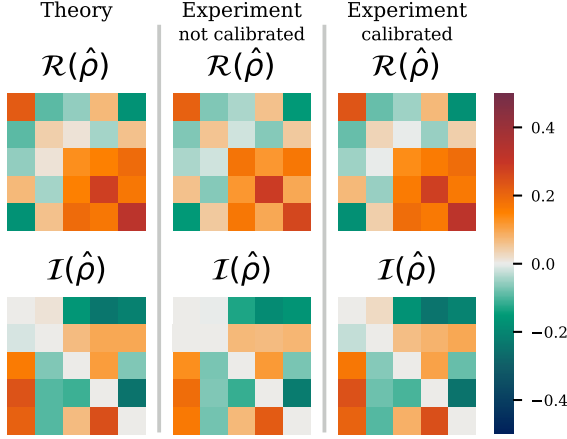 Theory
Experiment
not calibrated
Experiment
calibrated
ℛ(ρ̂)
ℛ(ρ̂)
ℛ(ρ̂)
0.4
0.2
0.0
−0.2
−0.4
ℐ(ρ̂)
ℐ(ρ̂)
ℐ(ρ̂)